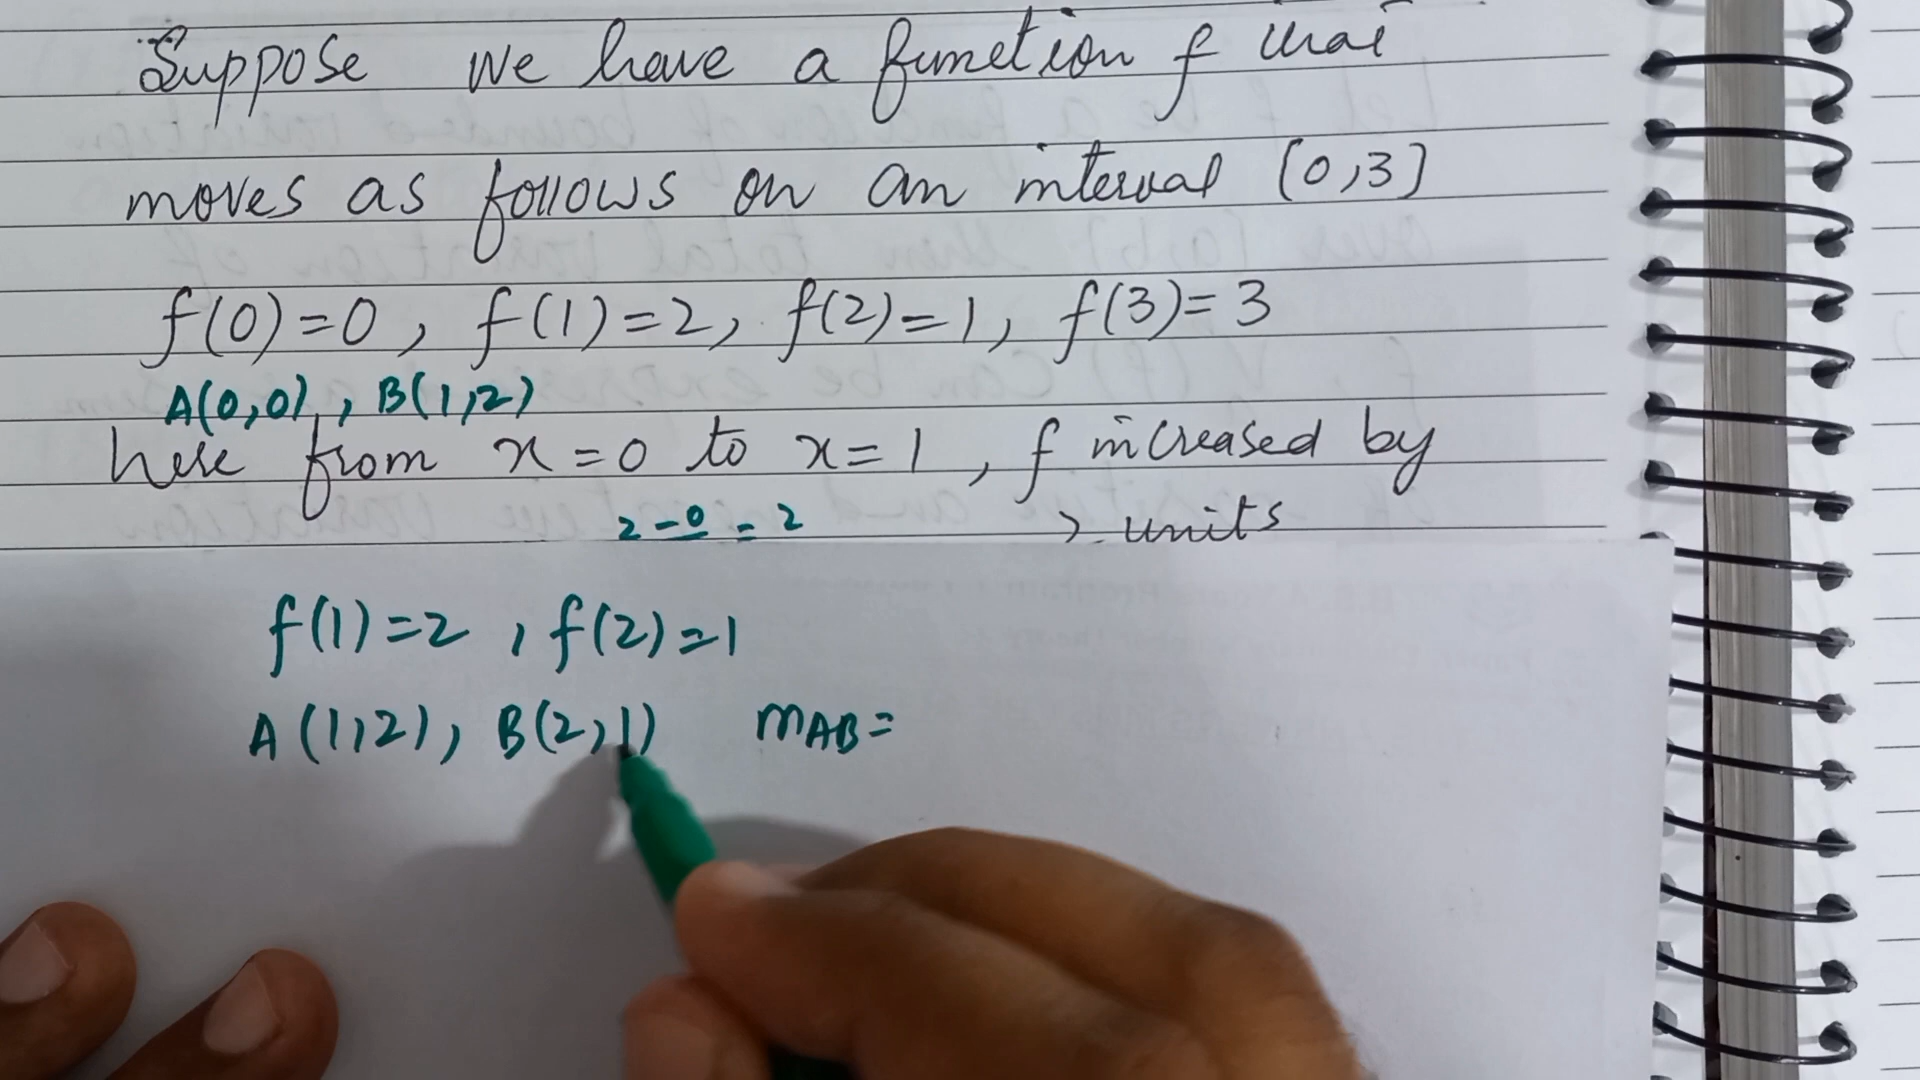 Suppose we have a function f that
moves as follows on an interval [0,3]
f(0)=0, f(1)=2, f(2)=1, f(3)=3
A(0,0), B(1,2)
here from x=0 to x=1, f increased by
2-0 = 2
units
f(1)=2, f(2)=1
A(1,2), B(2,1) mAB=